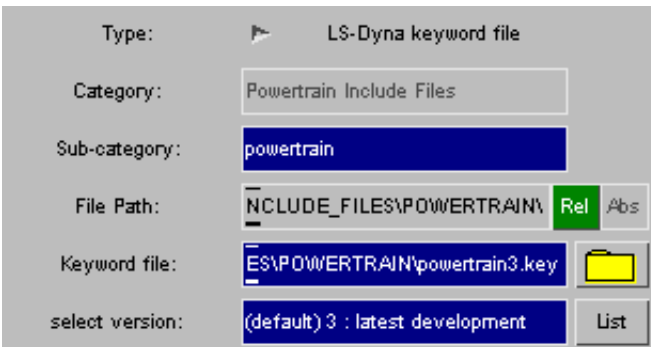 Type: LS-Dyna keyword file
Category: Powertrain Include Files
Sub-category: powertrain
File Path: NCLUDE_FILES\POWERTRAIN\ Rel Abs
Keyword file: ES\POWERTRAIN\powertrain3.key
select version: (default) 3 : latest development List